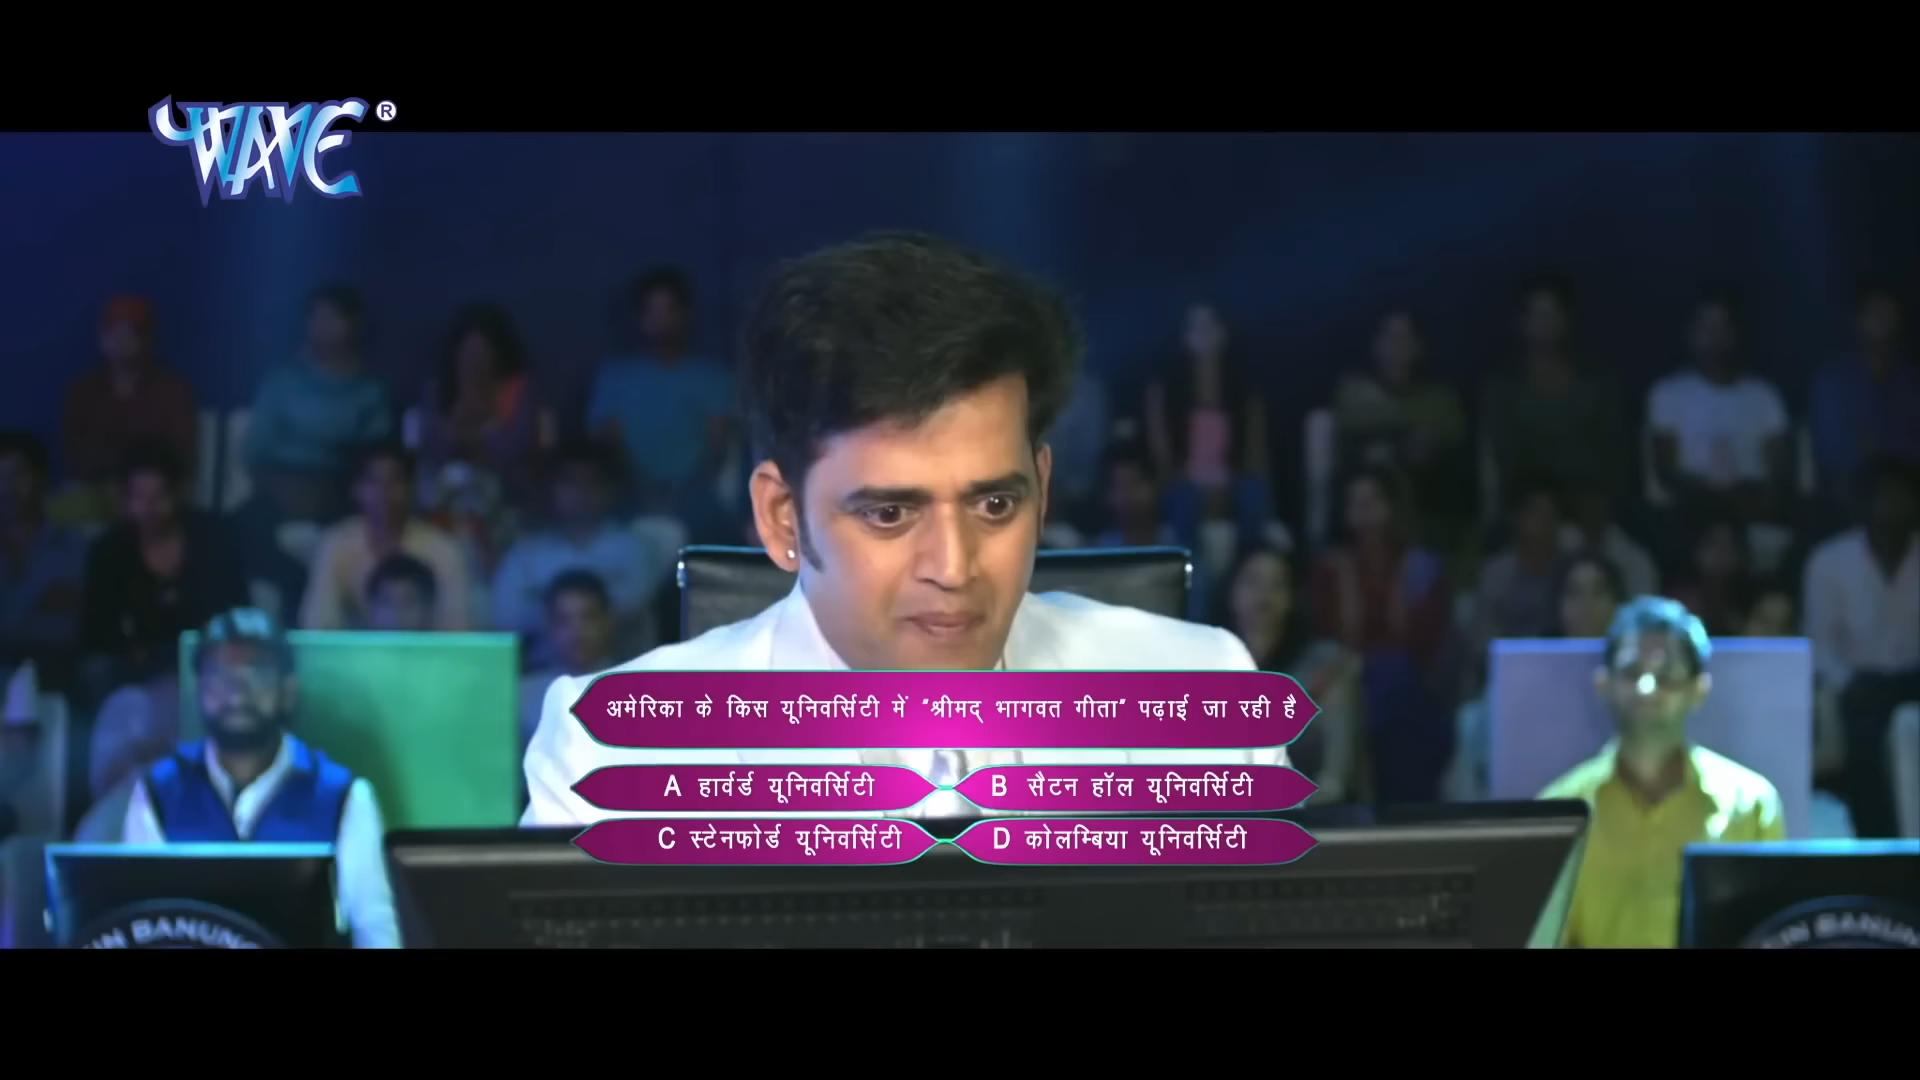 WAVE ®
अमेरिका के किस यूनिवर्सिटी में "श्रीमद् भागवत गीता" पढ़ाई जा रही है
A हार्वर्ड यूनिवर्सिटी
B सैटन हॉल यूनिवर्सिटी
C स्टेनफोर्ड यूनिवर्सिटी
D कोलम्बिया यूनिवर्सिटी